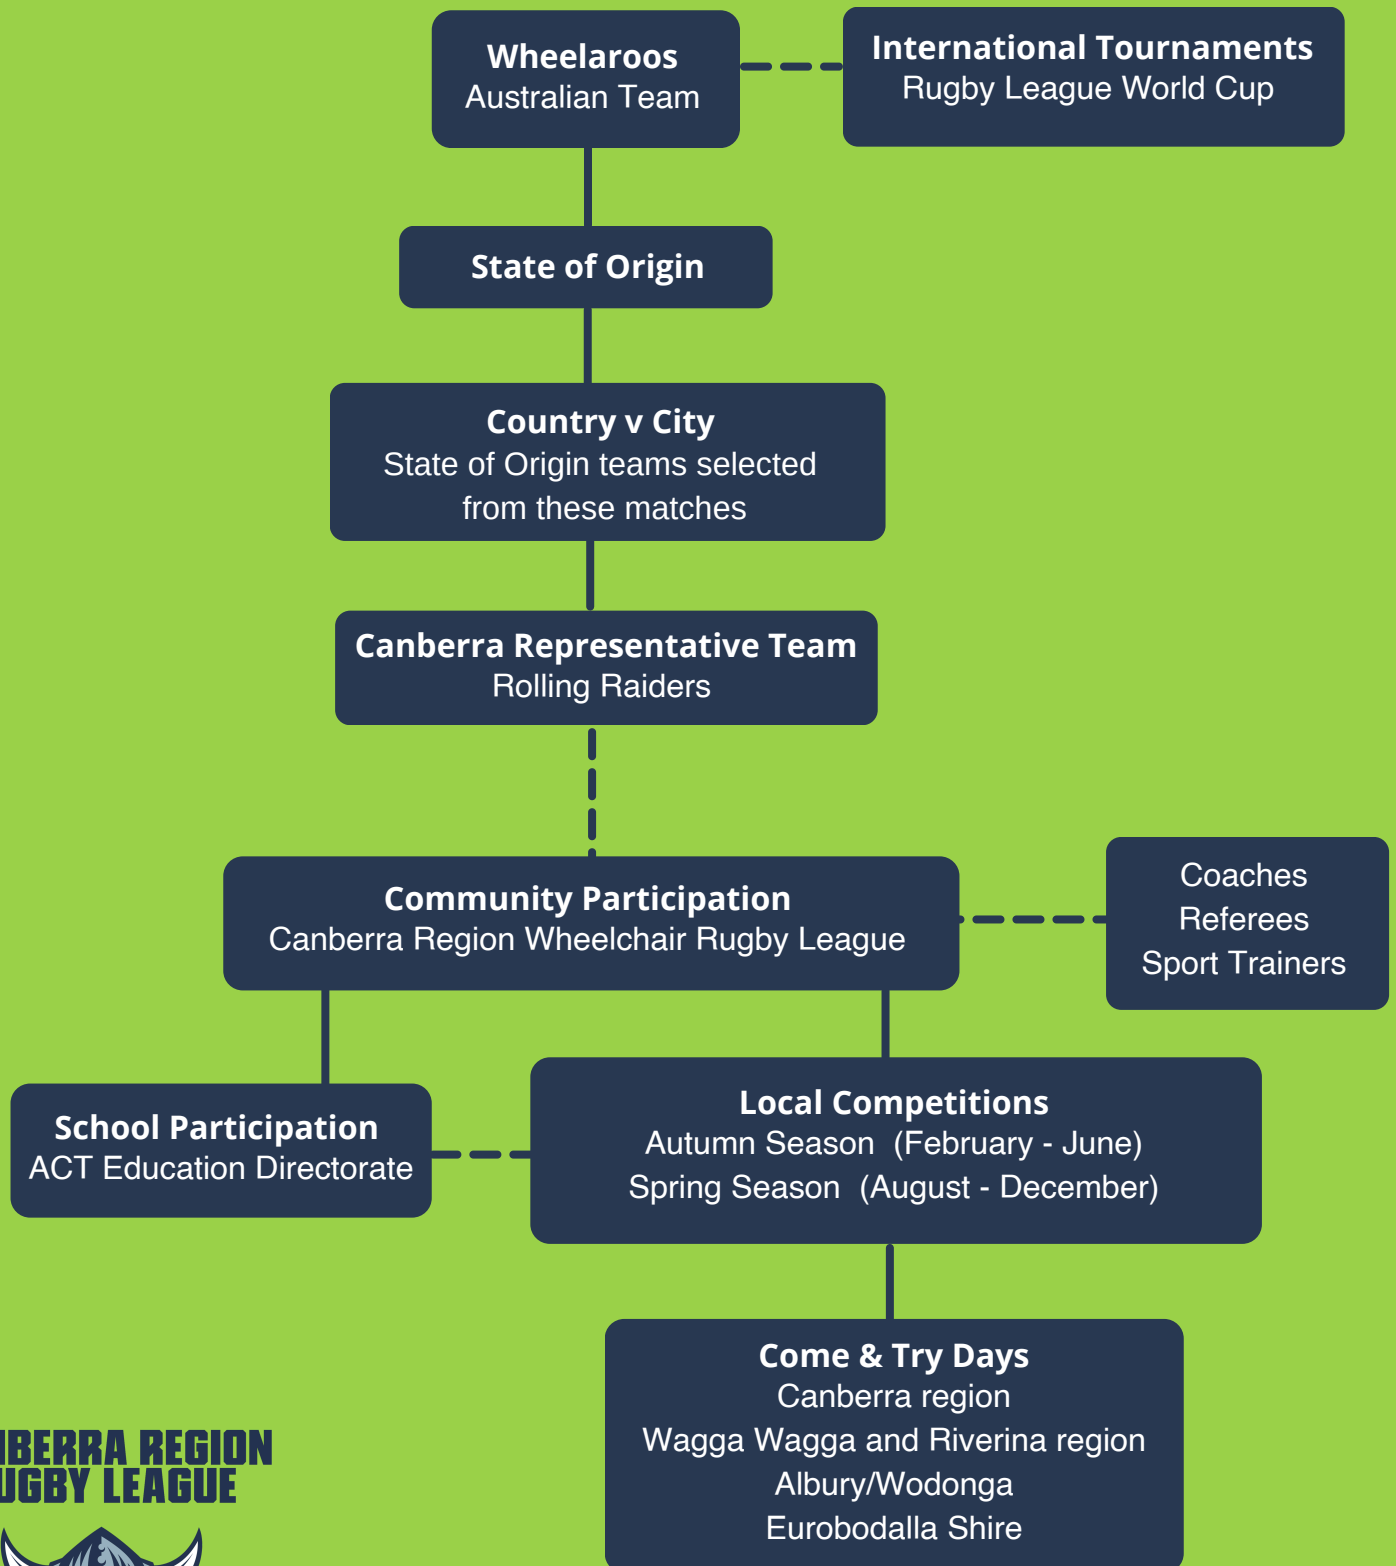 Wheelaroos
Australian Team
International Tournaments
Rugby League World Cup
State of Origin
Country v City
State of Origin teams selected
from these matches
Canberra Representative Team
Rolling Raiders
Community Participation
Canberra Region Wheelchair Rugby League
Coaches
Referees
Sport Trainers
School Participation
ACT Education Directorate
Local Competitions
Autumn Season (February - June)
Spring Season (August - December)
Come & Try Days
Canberra region
Wagga Wagga and Riverina region
Albury/Wodonga
Eurobodalla Shire
REGION
LEAGUE